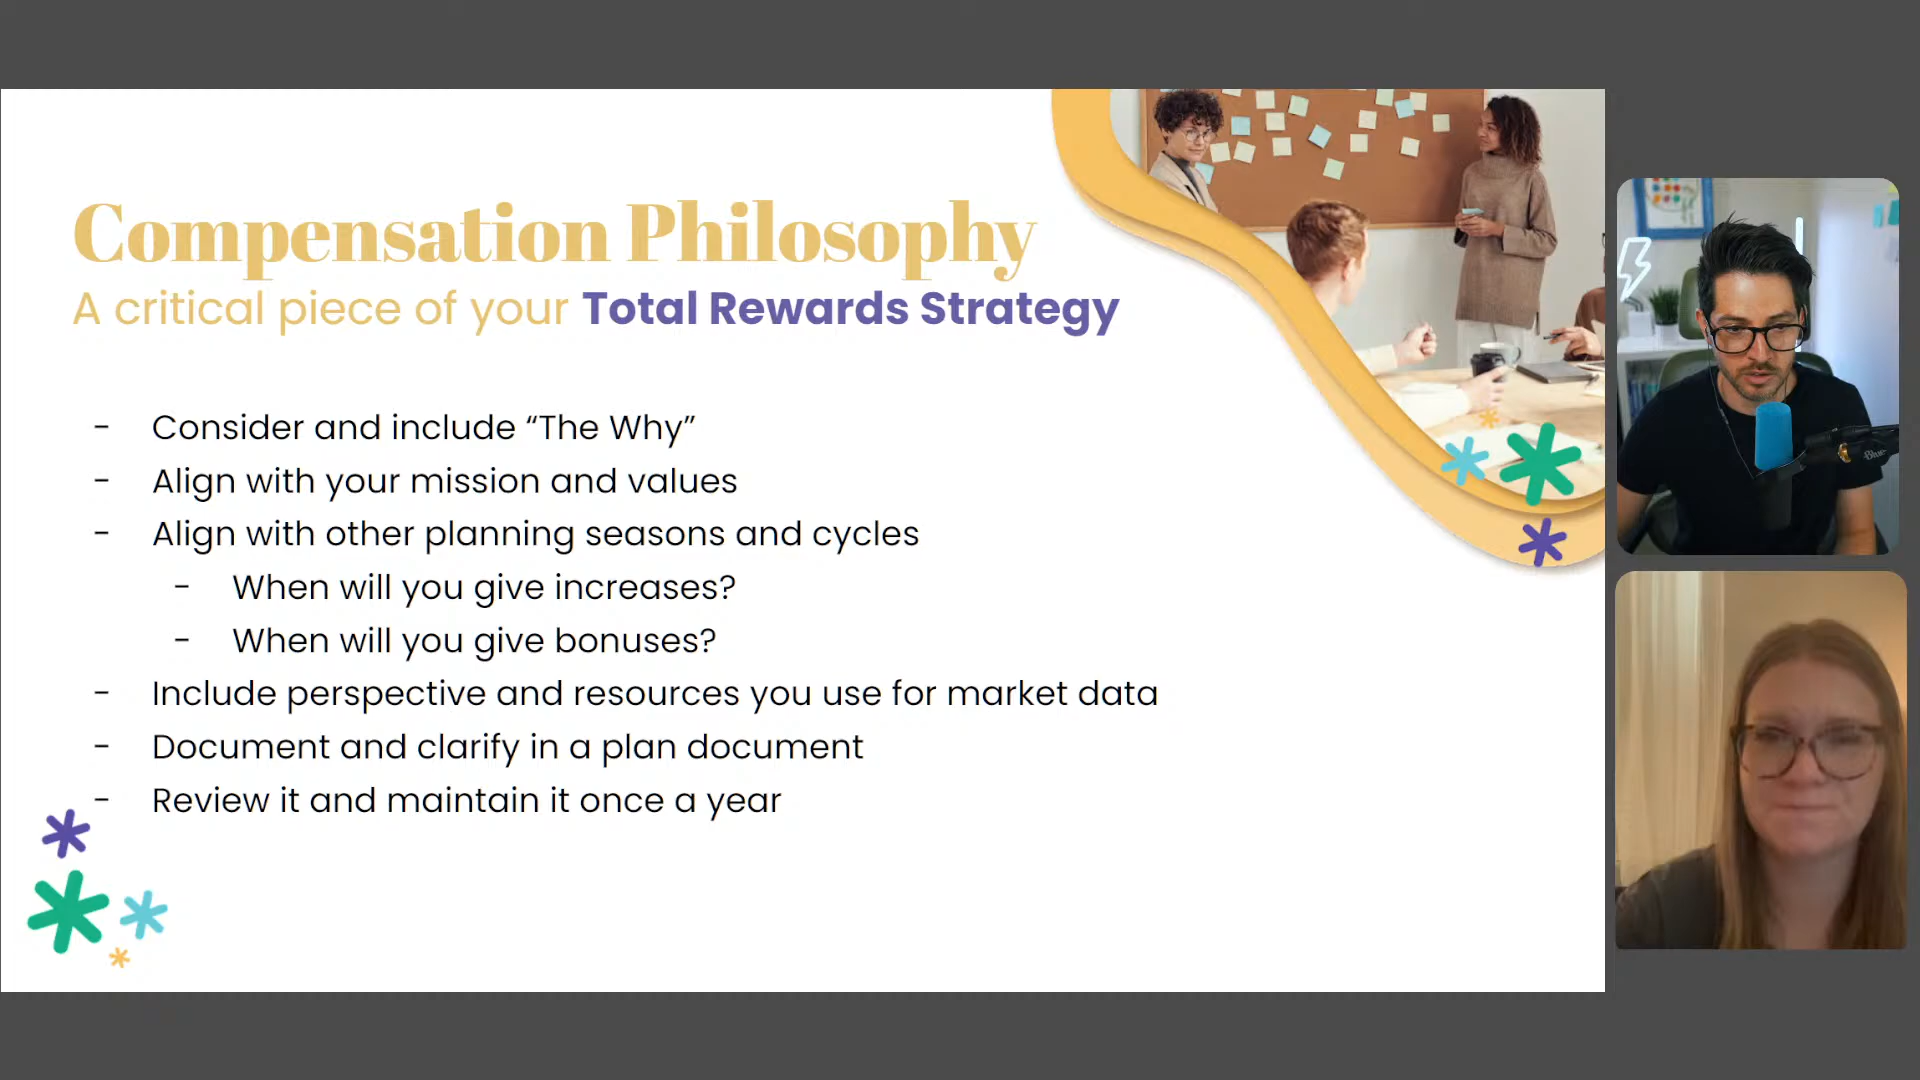 Compensation Philosophy
A critical piece of your Total Rewards Strategy
- Consider and include “The Why”
- Align with your mission and values
- Align with other planning seasons and cycles
- When will you give increases?
- When will you give bonuses?
- Include perspective and resources you use for market data
- Document and clarify in a plan document
- Review it and maintain it once a year
Blue